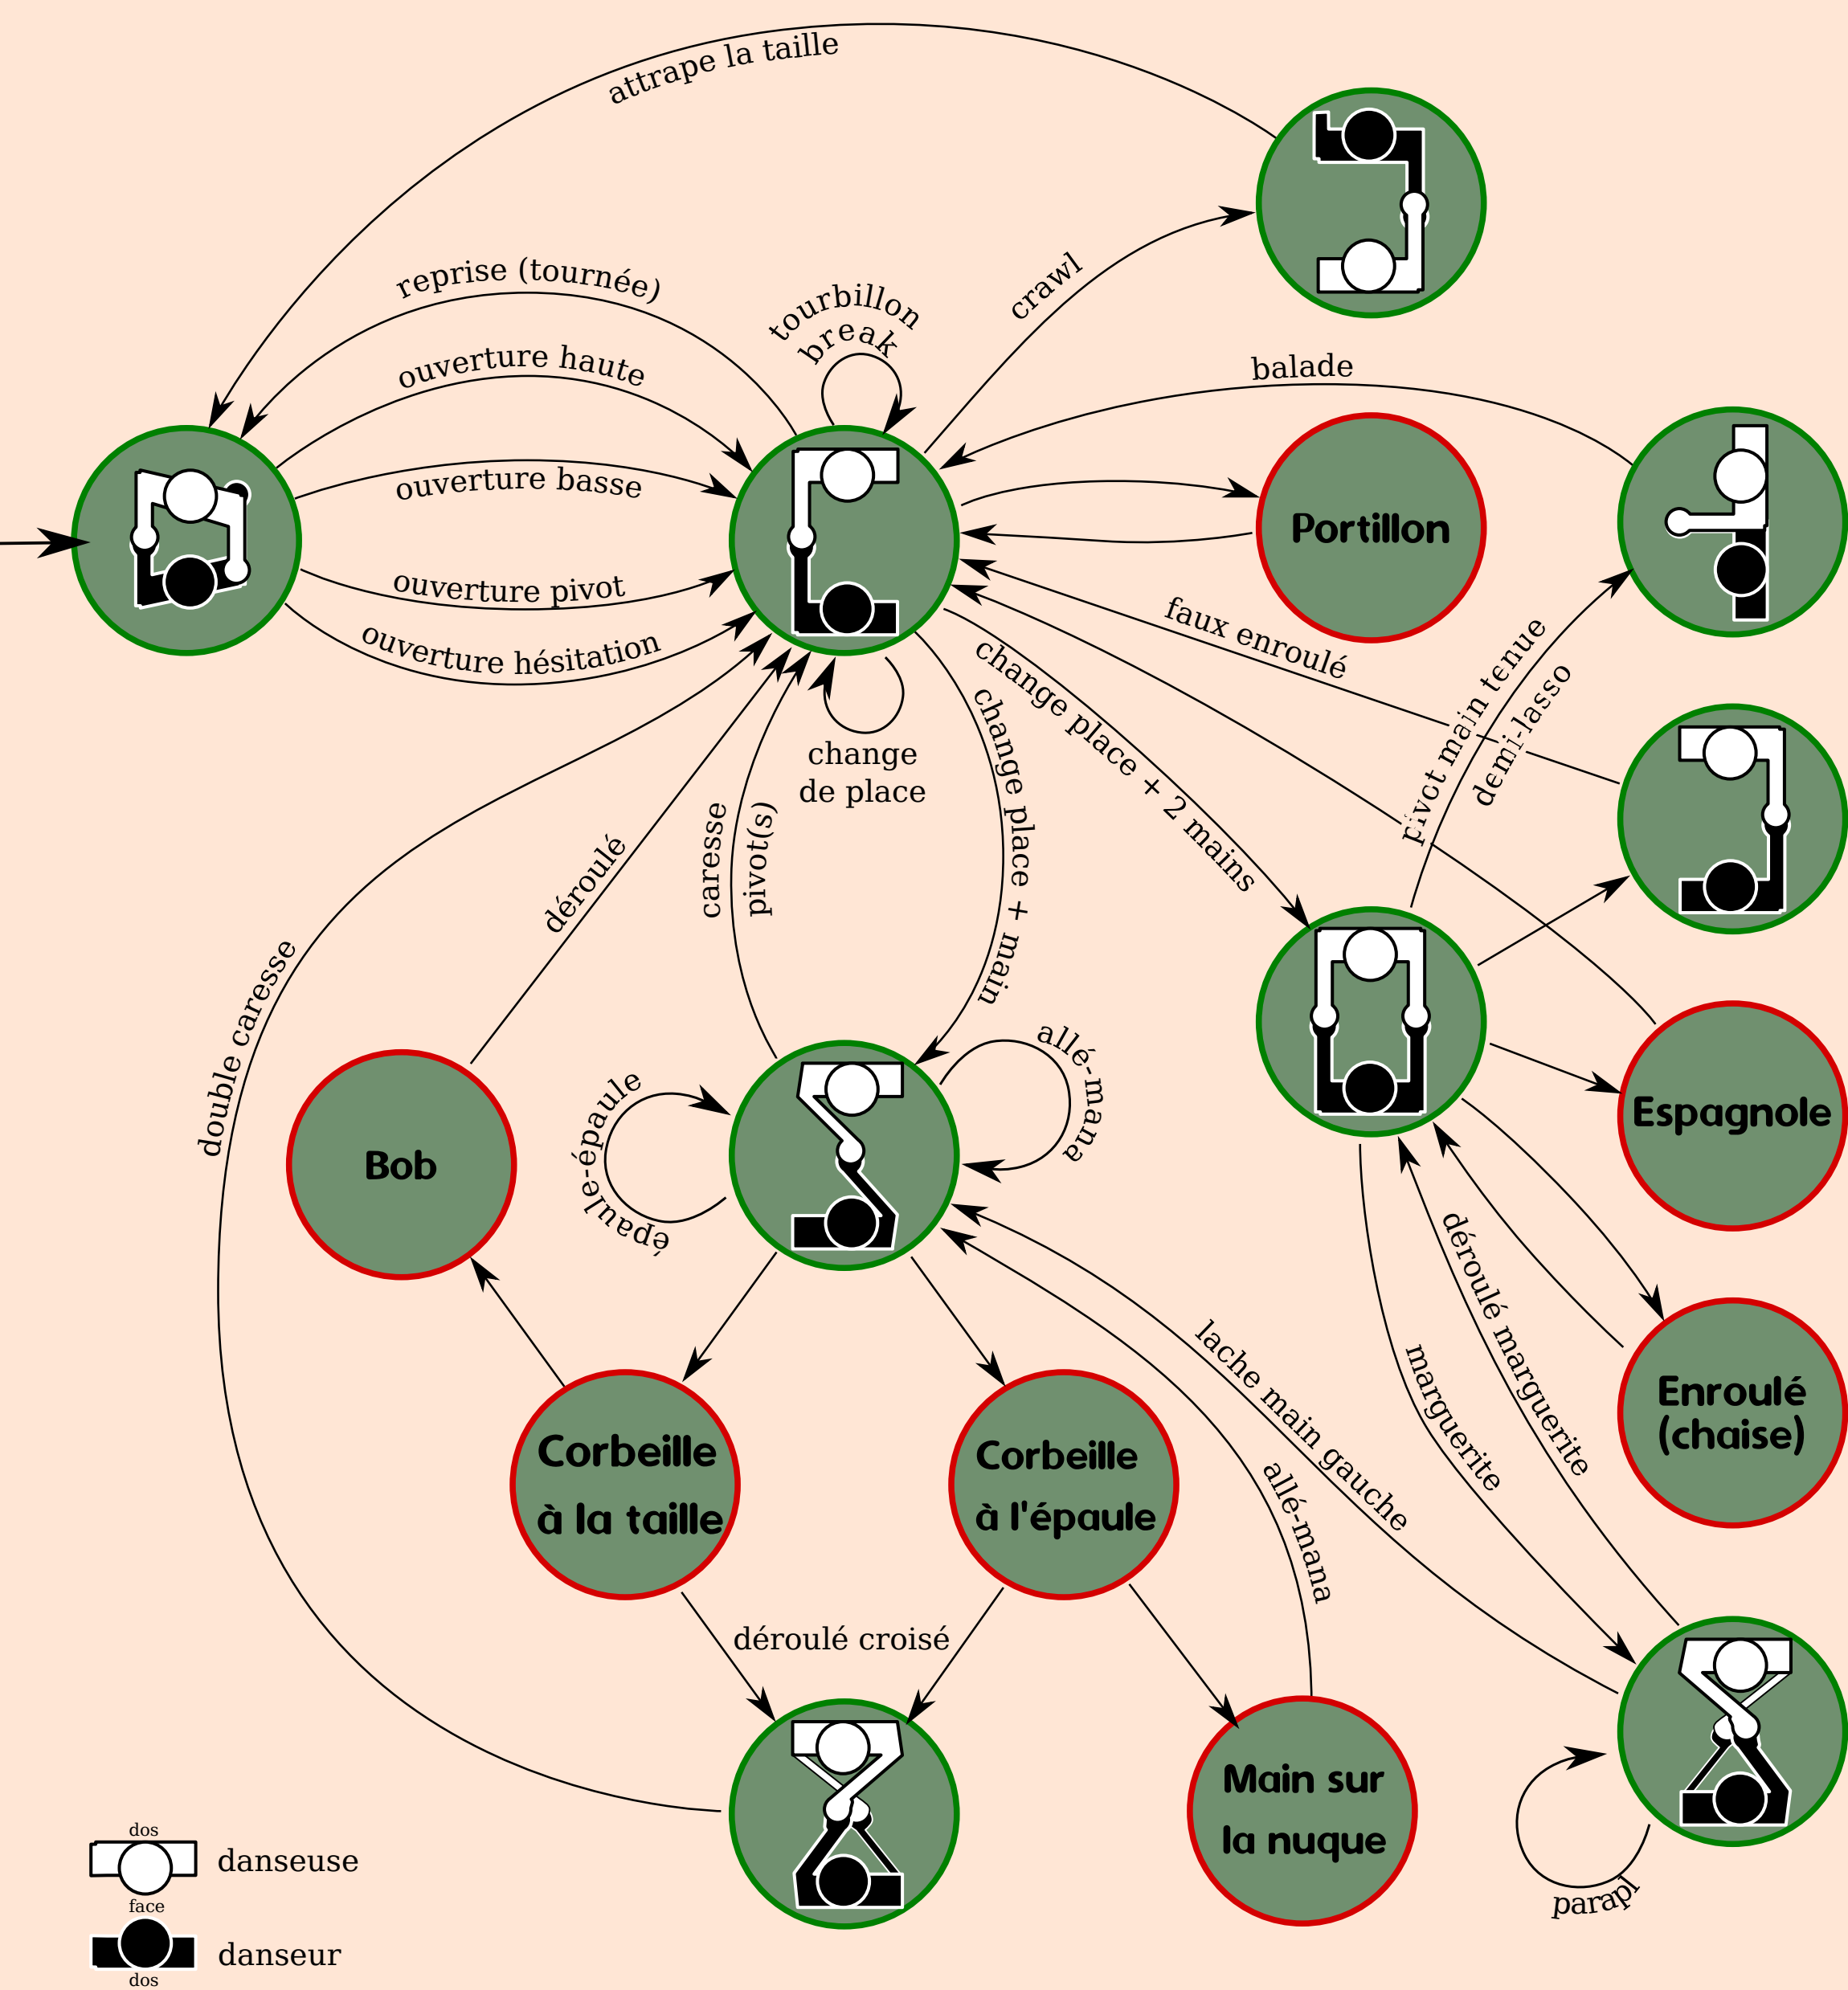 attrape la taille
reprise (tournée)
tourbillon
break
crawl
ouverture haute
balade
ouverture basse
Portillon
ouverture pivot
ouverture hésitation
faux enroulé
change place + 2 mains
pivot main tenue
demi-lasso
change
de place
change place + main
caresse
pivot(s)
déroulé
double caresse
allé-mana
épaule-épaule
Bob
Espagnole
déroulé marguerite
marguerite
lache main gauche
Enroulé
(chaise)
Corbeille
à la taille
Corbeille
à l'épaule
allé-mana
déroulé croisé
Main sur
la nuque
parapl
dos
danseuse
face
danseur
dos